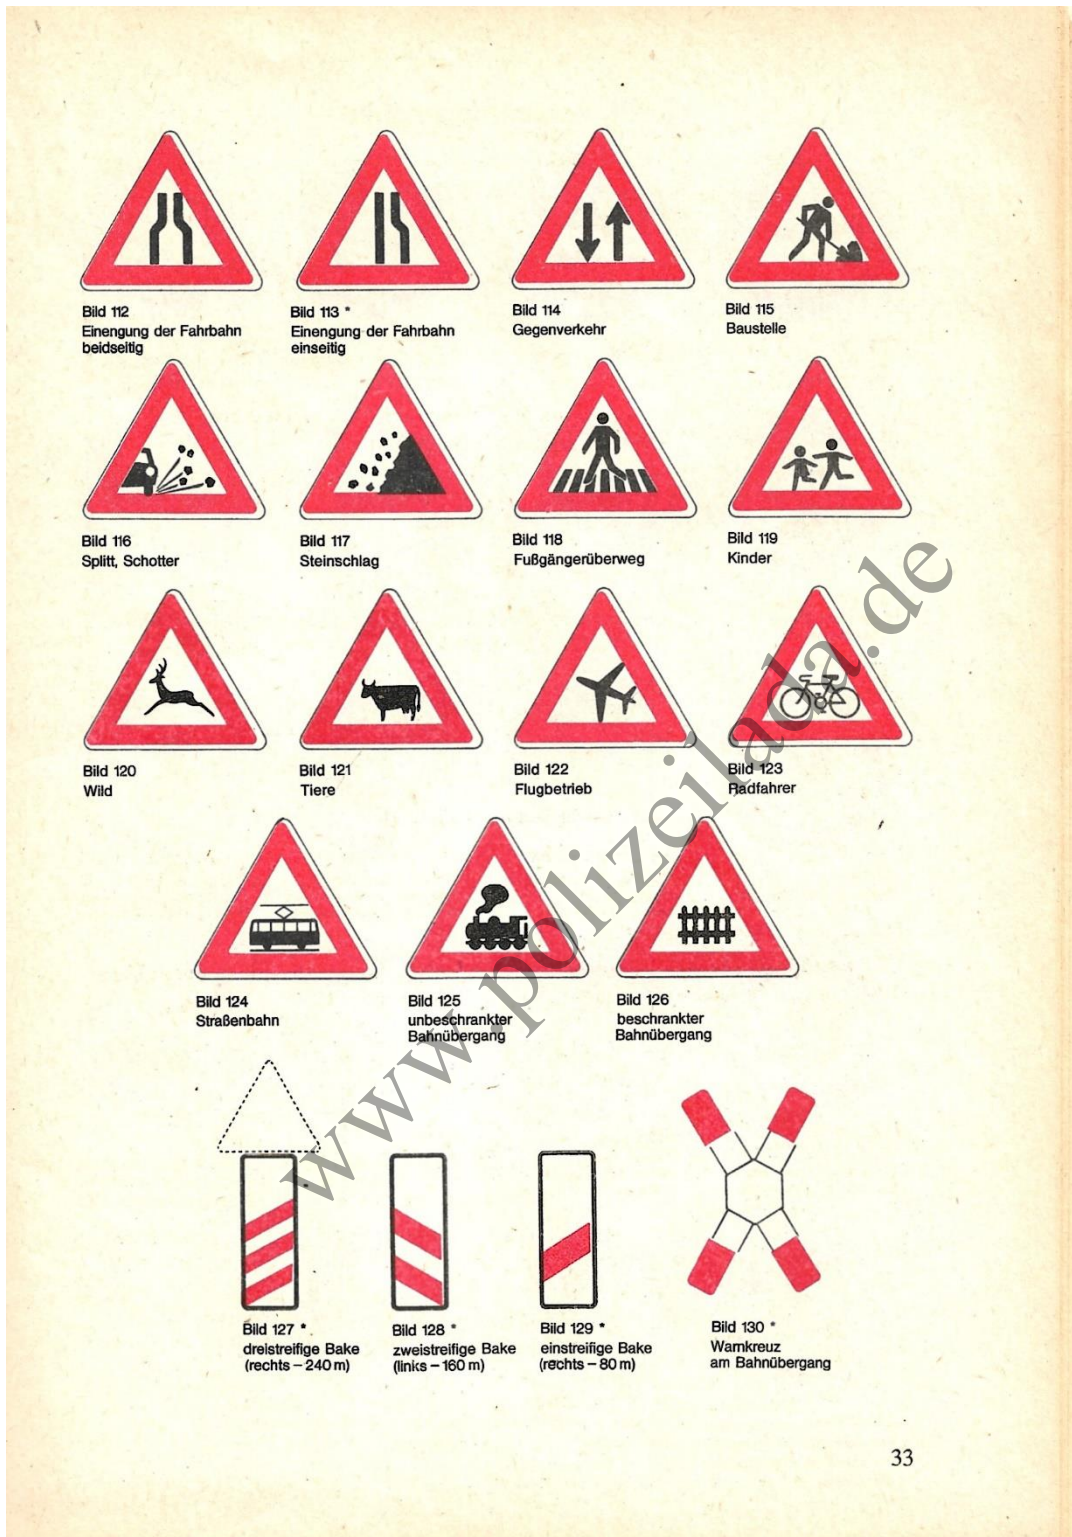 Bild 112
Einengung der Fahrbahn
beidseitig
Bild 113 *
Einengung der Fahrbahn
einseitig
Bild 114
Gegenverkehr
Bild 115
Baustelle
Bild 116
Splitt, Schotter
Bild 117
Steinschlag
Bild 118
Fußgängerüberweg
Bild 119
Kinder
Bild 120
Wild
Bild 121
Tiere
Bild 122
Flugbetrieb
Bild 123
Radfahrer
Bild 124
Straßenbahn
Bild 125
unbeschrankter
Bahnübergang
Bild 126
beschrankter
Bahnübergang
Bild 127 *
dreistreifige Bake
(rechts – 240 m)
Bild 128 *
zweistreifige Bake
(links – 160 m)
Bild 129 *
einstreifige Bake
(rechts – 80 m)
Bild 130 *
Warnkreuz
am Bahnübergang
33
www.polizeilada.de